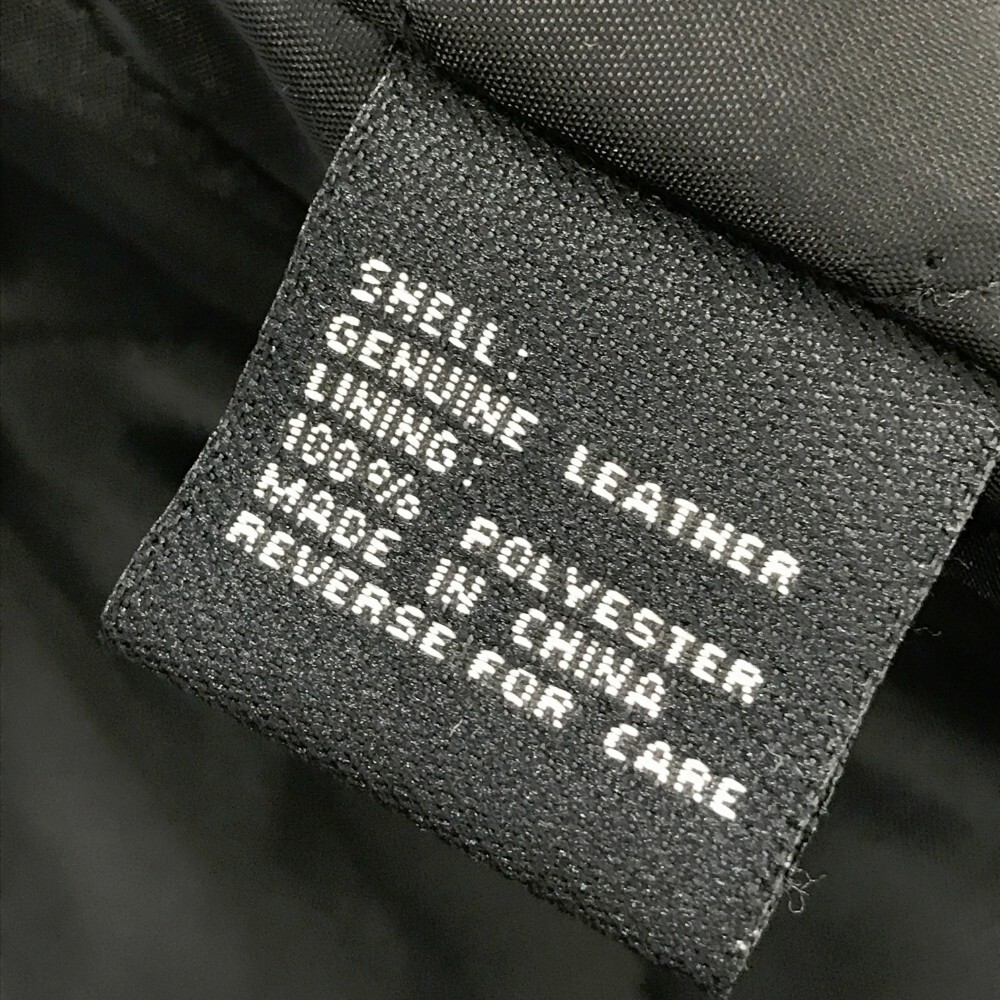 SHELL:
GENUINE LEATHER
LINING:
100% POLYESTER
MADE IN CHINA
REVERSE FOR CARE